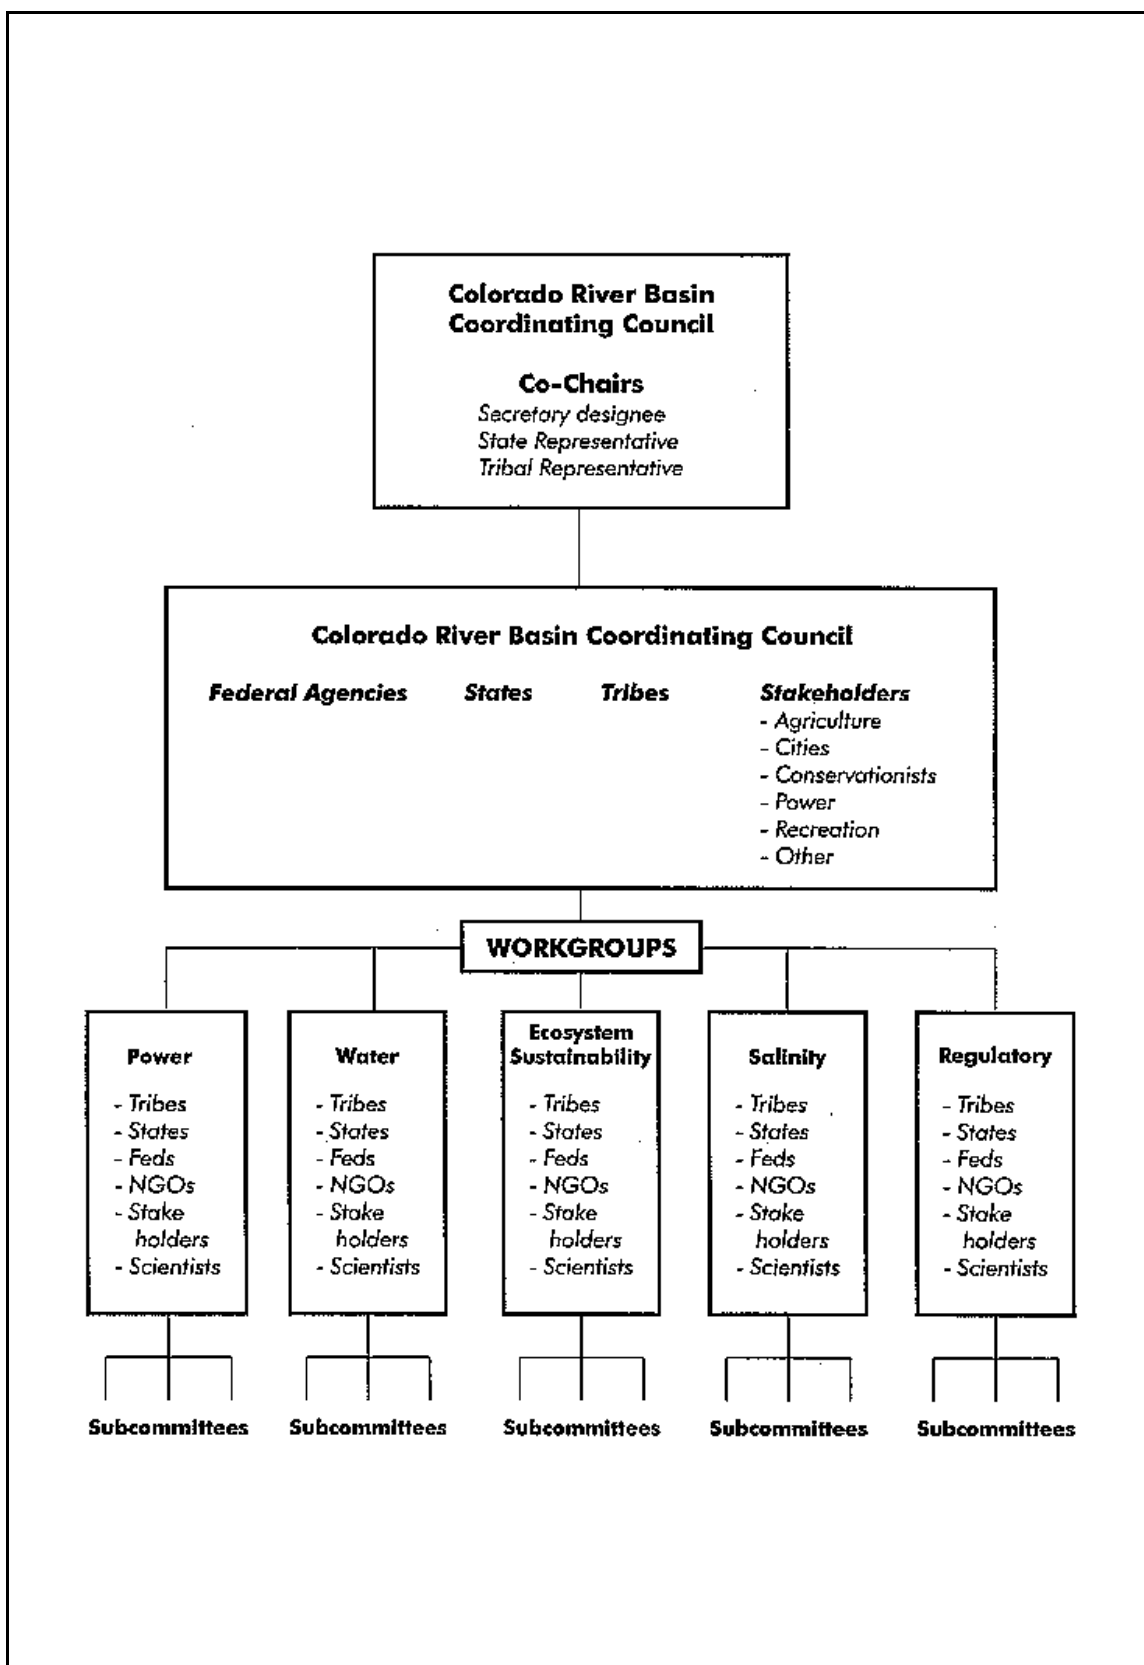 Colorado River Basin
Coordinating Council
Co-Chairs
Secretary designee
State Representative
Tribal Representative
Colorado River Basin Coordinating Council
Federal Agencies
States
Tribes
Stakeholders
- Agriculture
- Cities
- Conservationists
- Power
- Recreation
- Other
WORKGROUPS
Power
- Tribes
- States
- Feds
- NGOs
- Stake
holders
- Scientists
Subcommittees
Water
- Tribes
- States
- Feds
- NGOs
- Stake
holders
- Scientists
Subcommittees
Ecosystem
Sustainability
- Tribes
- States
- Feds
- NGOs
- Stake
holders
- Scientists
Subcommittees
Salinity
- Tribes
- States
- Feds
- NGOs
- Stake
holders
- Scientists
Subcommittees
Regulatory
- Tribes
- States
- Feds
- NGOs
- Stake
holders
- Scientists
Subcommittees